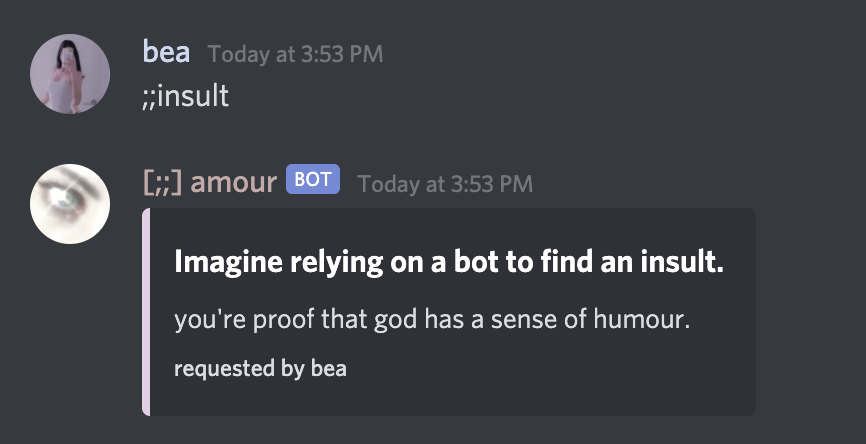 bea Today at 3:53 PM
;;insult
[;;] amour BOT Today at 3:53 PM
Imagine relying on a bot to find an insult.
you're proof that god has a sense of humour.
requested by bea